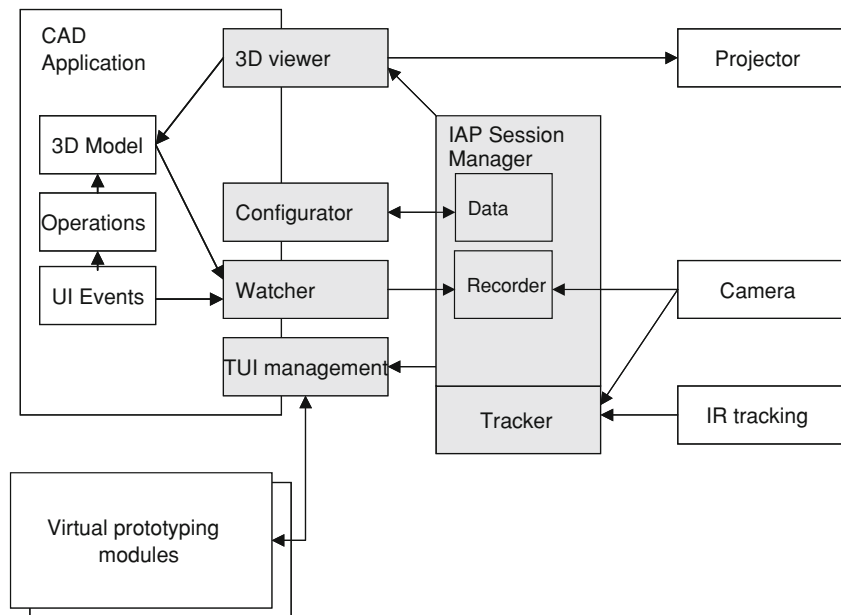 CAD
Application
3D viewer
Projector
3D Model
IAP Session
Manager
Operations
Configurator
Data
UI Events
Watcher
Recorder
Camera
TUI management
Tracker
IR tracking
Virtual prototyping
modules